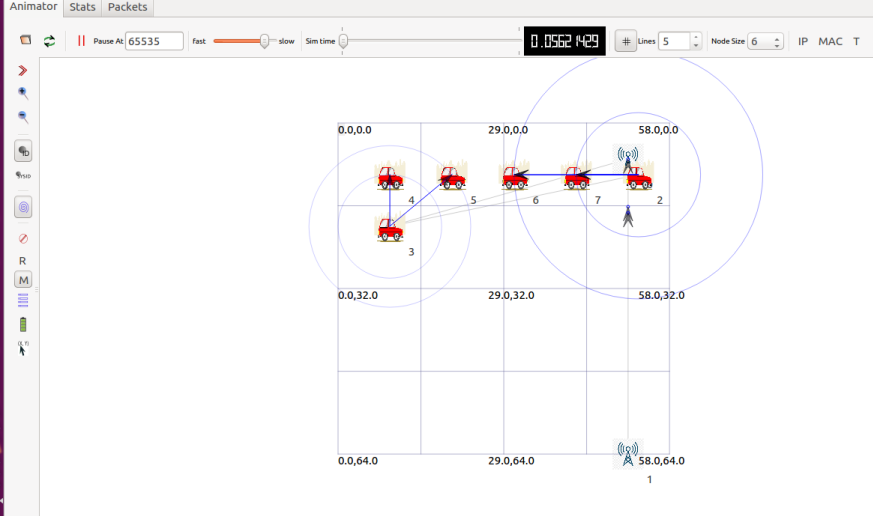 Animator Stats Packets
Pause At 65535 fast slow Sim time 0.05621429 # Lines 5 Node Size 6 IP MAC T
ID
R
M
0.0,0.0 29.0,0.0 58.0,0.0
4 5 6 7 2
3
0.0,32.0 29.0,32.0 58.0,32.0
0.0,64.0 29.0,64.0 58.0,64.0
1